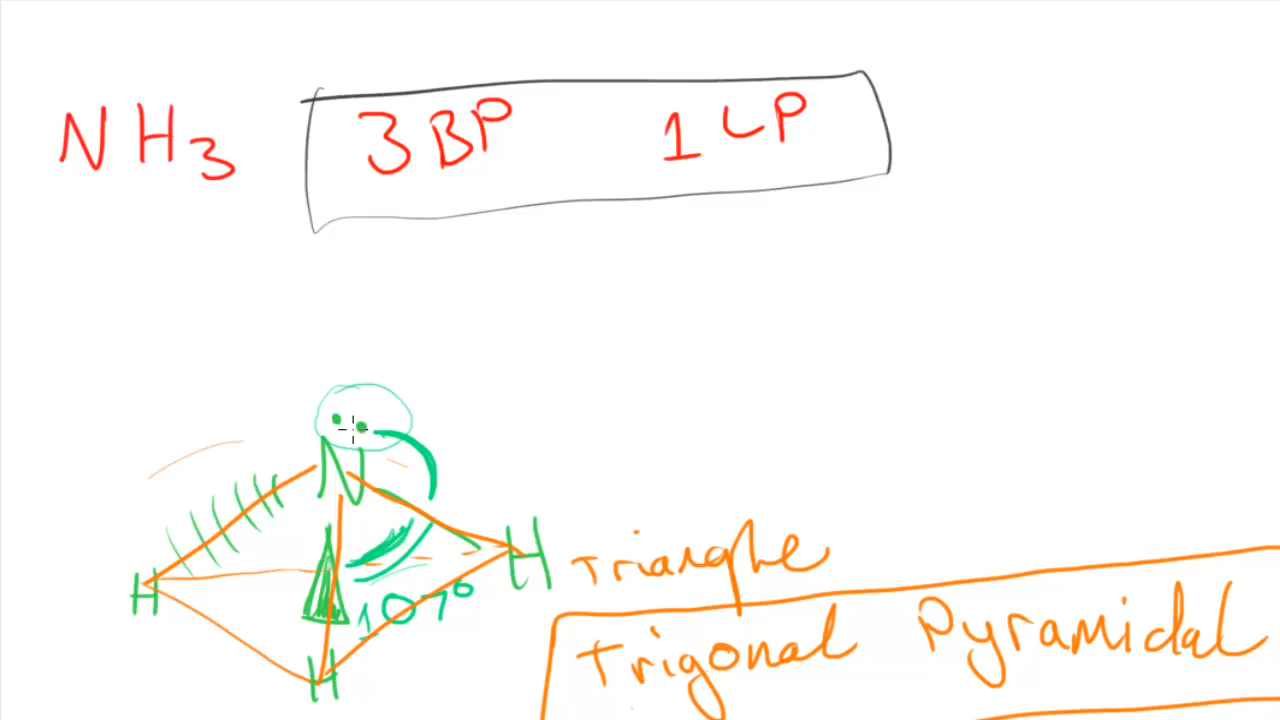 NH3 3BP 1LP
N
H H
H
107°
Triangle
Trigonal Pyramidal